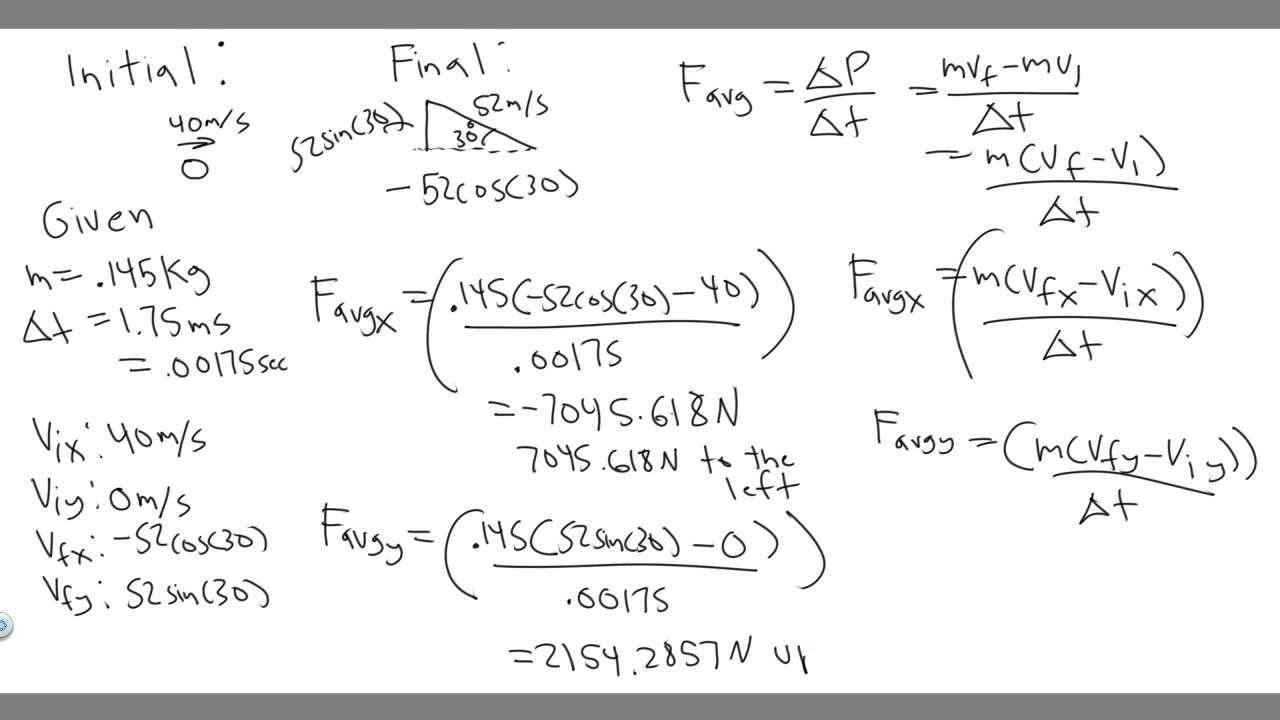 Initial:
40m/s
Final:
52m/s
52sin(30)
30°
-52cos(30)
Given
m = .145Kg
Δt = 1.75ms
= .00175sec
Vix: 40m/s
Viy: 0m/s
Vfx: -52cos(30)
Vfy: 52sin(30)
Favg = ΔP/Δt = (mVf - mV1)/Δt
= m(Vf - V1)/Δt
Favgx = (m(Vfx - Vix))/Δt
Favgy = (m(Vfy - Viy))/Δt
Favgx = (.145(-52cos(30) - 40))/.00175
= -7045.618N
7045.618N to the
left
Favgy = (.145(52sin(30) - 0))/.00175
= 2154.2857N up